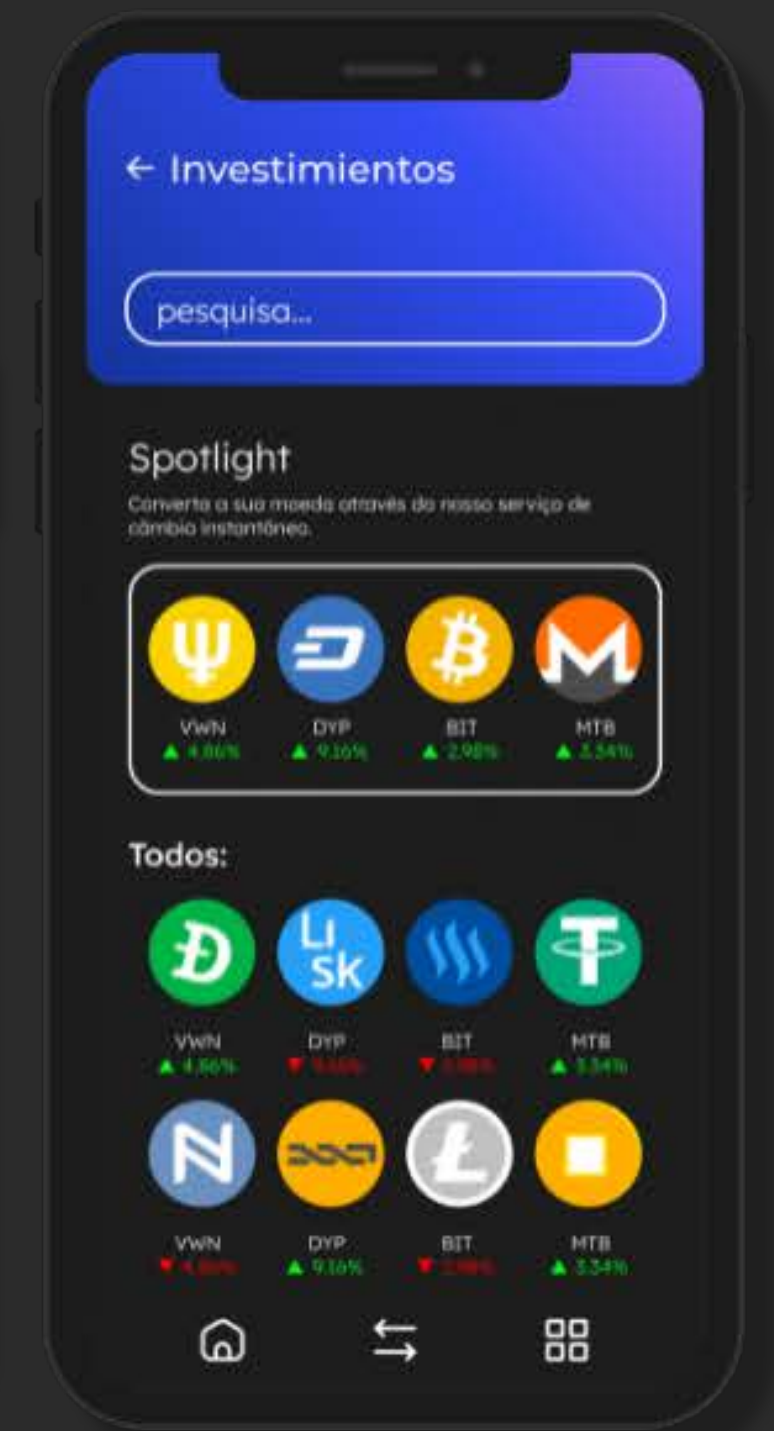 ← Investimientos
pesquisa...
Spotlight
Converta a sua moeda através do nosso serviço de
câmbio instantâneo.
VWN DYP BIT MTB
▲ 4.86% ▲ 9.16% ▲ 2.98% ▲ 3.34%
Todos:
Li
Sk
VWN DYP BIT MTB
▲ 4.86% ▼ ▼ ▲ 3.34%
VWN DYP BIT MTB
▼ ▲ 9.16% ▼ ▲ 3.34%